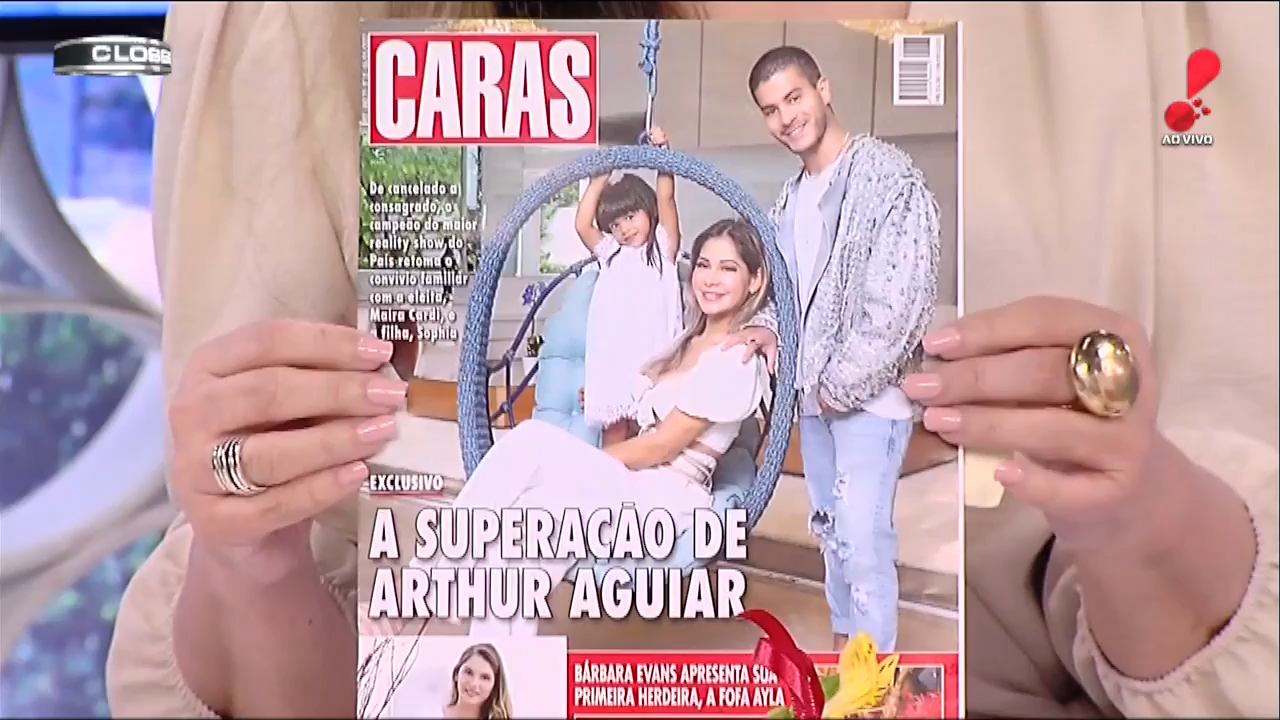 CLOSE
AO VIVO
CARAS
De cancelado a
consagrado, o
campeão do maior
reality show do
País retoma o
convívio familiar
com a eleita,
Maíra Cardi, e
a filha, Sophia
EXCLUSIVO
A SUPERAÇÃO DE
ARTHUR AGUIAR
BÁRBARA EVANS APRESENTA SUA
PRIMEIRA HERDEIRA, A FOFA AYLA